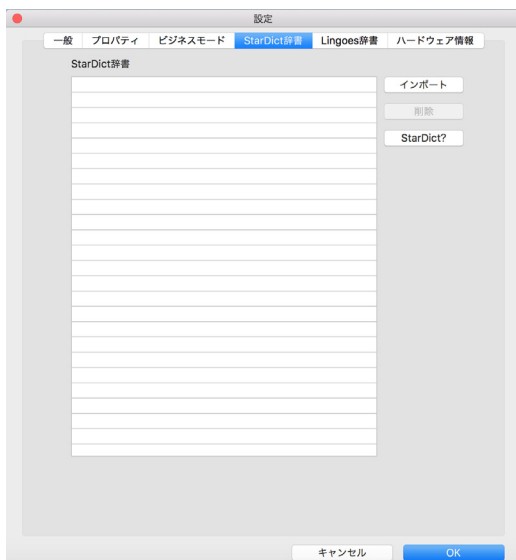 設定
一般 プロパティ ビジネスモード StarDict辞書 Lingoes辞書 ハードウェア情報
StarDict辞書
インポート
削除
StarDict?
キャンセル OK